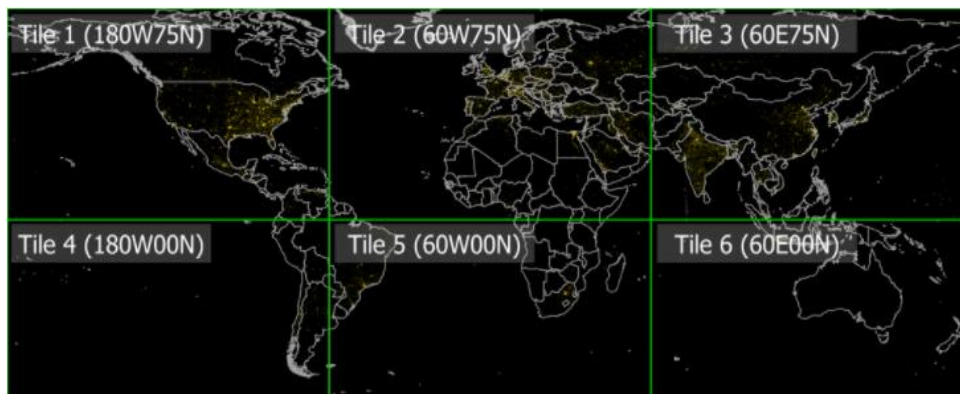 Tile 1 (180W75N)
Tile 2 (60W75N)
Tile 3 (60E75N)
Tile 4 (180W00N)
Tile 5 (60W00N)
Tile 6 (60E00N)